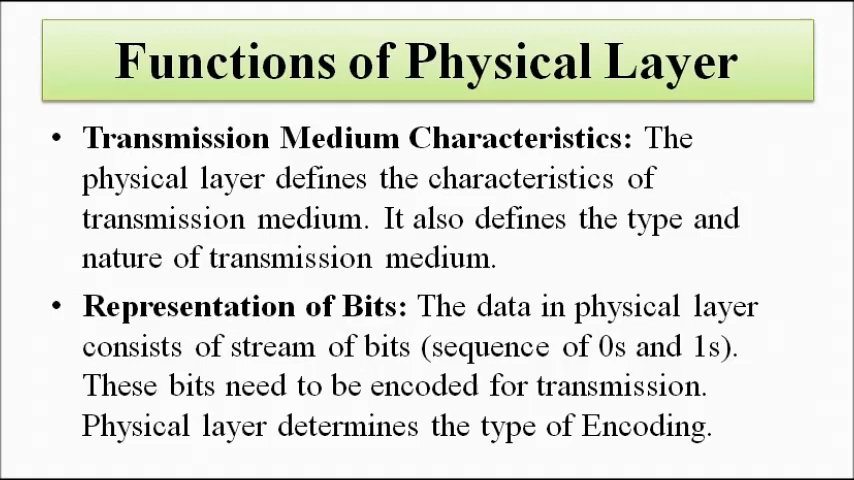 Functions of Physical Layer
• Transmission Medium Characteristics: The
physical layer defines the characteristics of
transmission medium. It also defines the type and
nature of transmission medium.
• Representation of Bits: The data in physical layer
consists of stream of bits (sequence of 0s and 1s).
These bits need to be encoded for transmission.
Physical layer determines the type of Encoding.